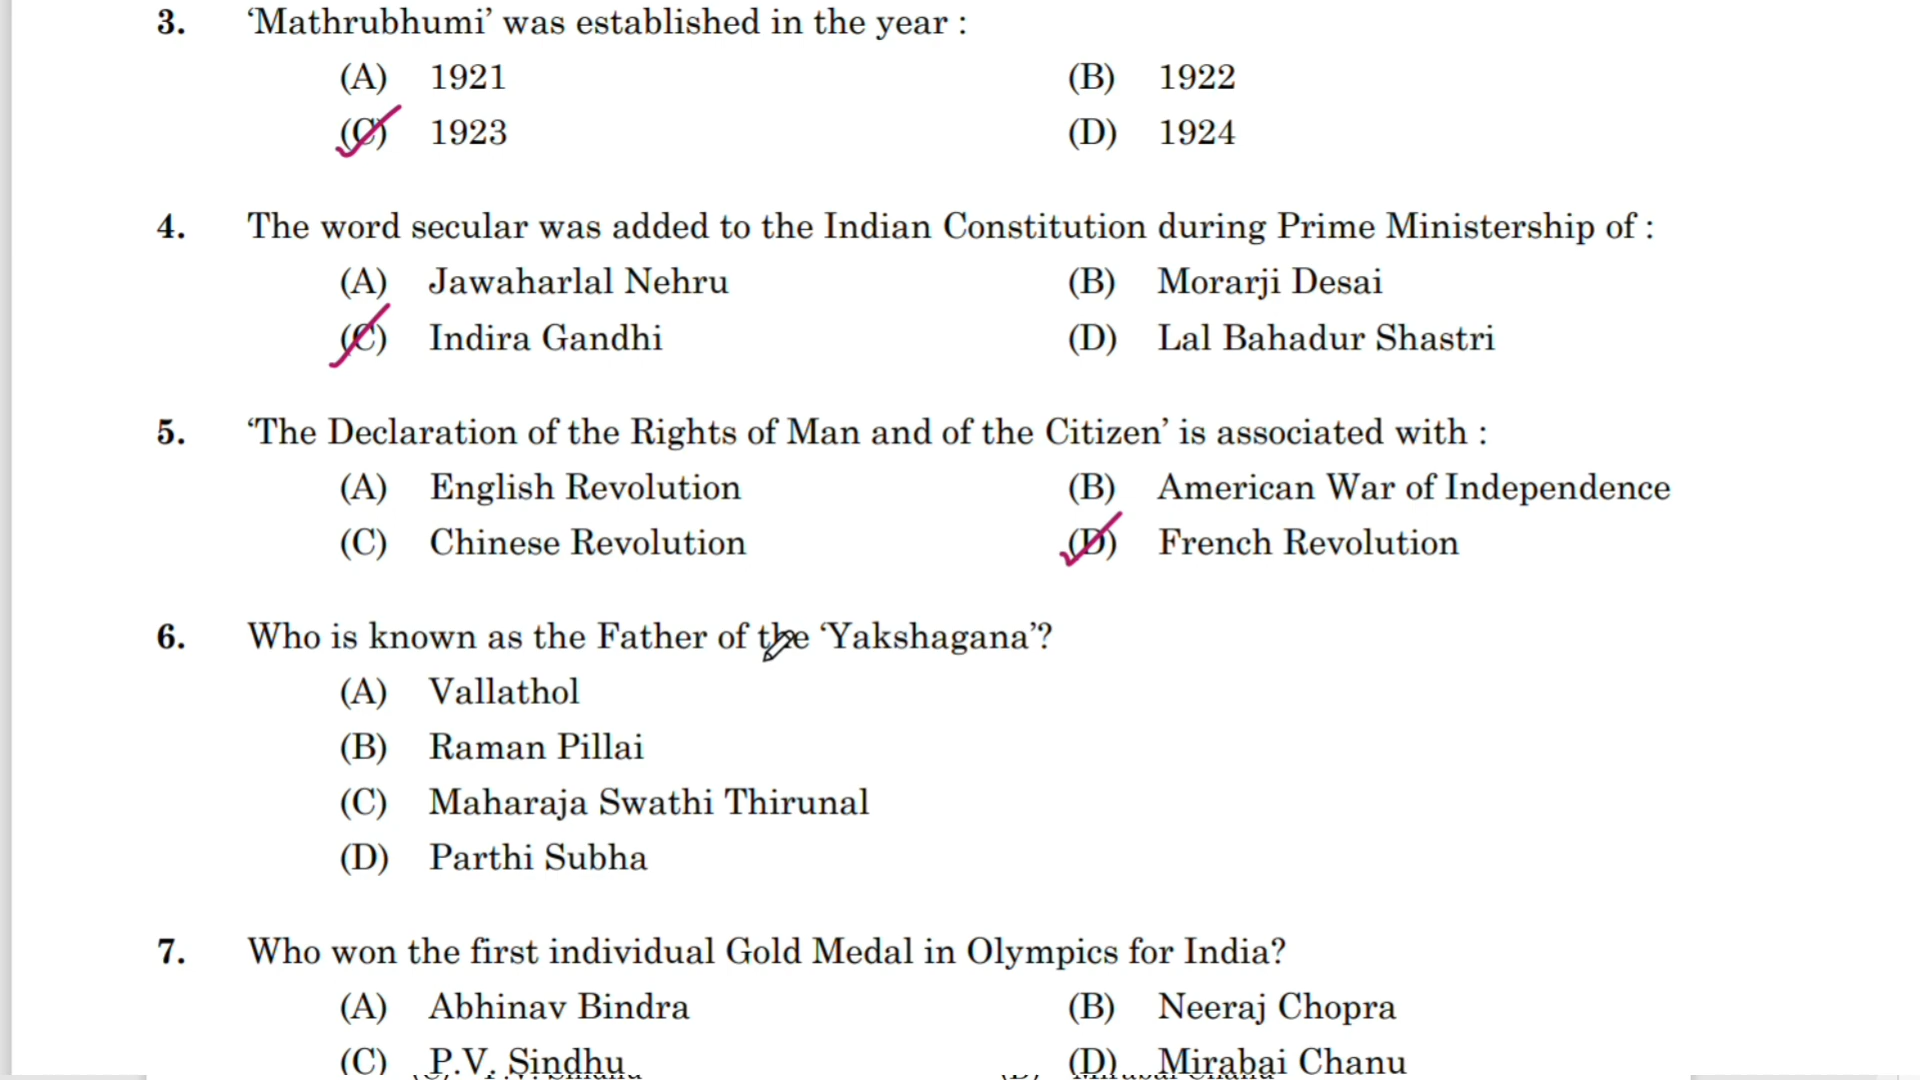 3. ‘Mathrubhumi’ was established in the year :
(A) 1921 (B) 1922
(C) 1923 (D) 1924
4. The word secular was added to the Indian Constitution during Prime Ministership of :
(A) Jawaharlal Nehru (B) Morarji Desai
(C) Indira Gandhi (D) Lal Bahadur Shastri
5. ‘The Declaration of the Rights of Man and of the Citizen’ is associated with :
(A) English Revolution (B) American War of Independence
(C) Chinese Revolution (D) French Revolution
6. Who is known as the Father of the ‘Yakshagana’?
(A) Vallathol
(B) Raman Pillai
(C) Maharaja Swathi Thirunal
(D) Parthi Subha
7. Who won the first individual Gold Medal in Olympics for India?
(A) Abhinav Bindra (B) Neeraj Chopra
(C) P.V. Sindhu (D) Mirabai Chanu